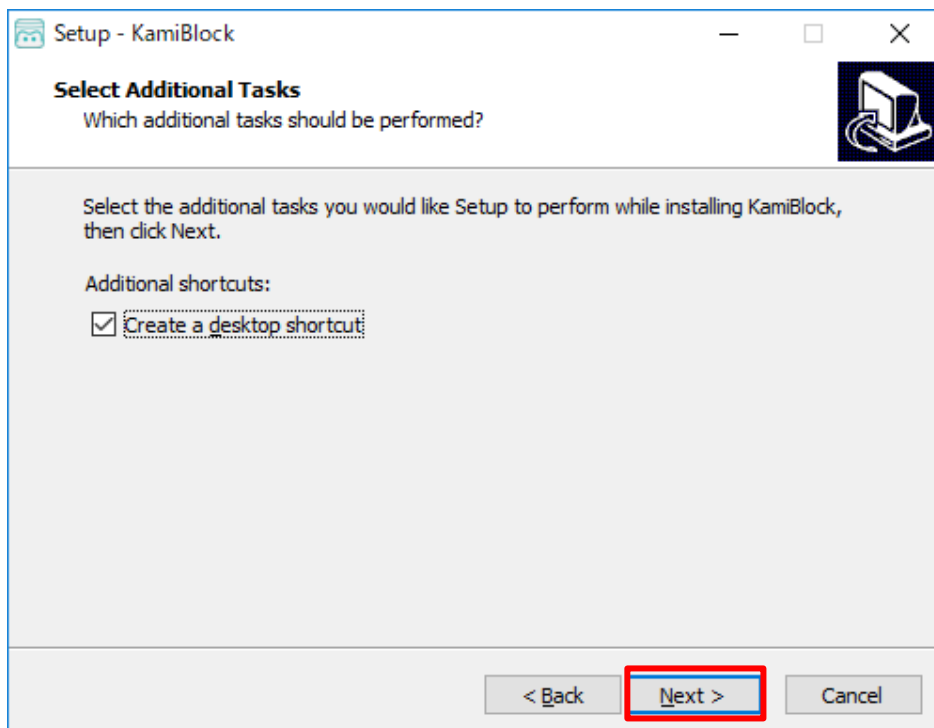 Setup - KamiBlock
Select Additional Tasks
Which additional tasks should be performed?
Select the additional tasks you would like Setup to perform while installing KamiBlock,
then click Next.
Additional shortcuts:
Create a desktop shortcut
< Back Next > Cancel